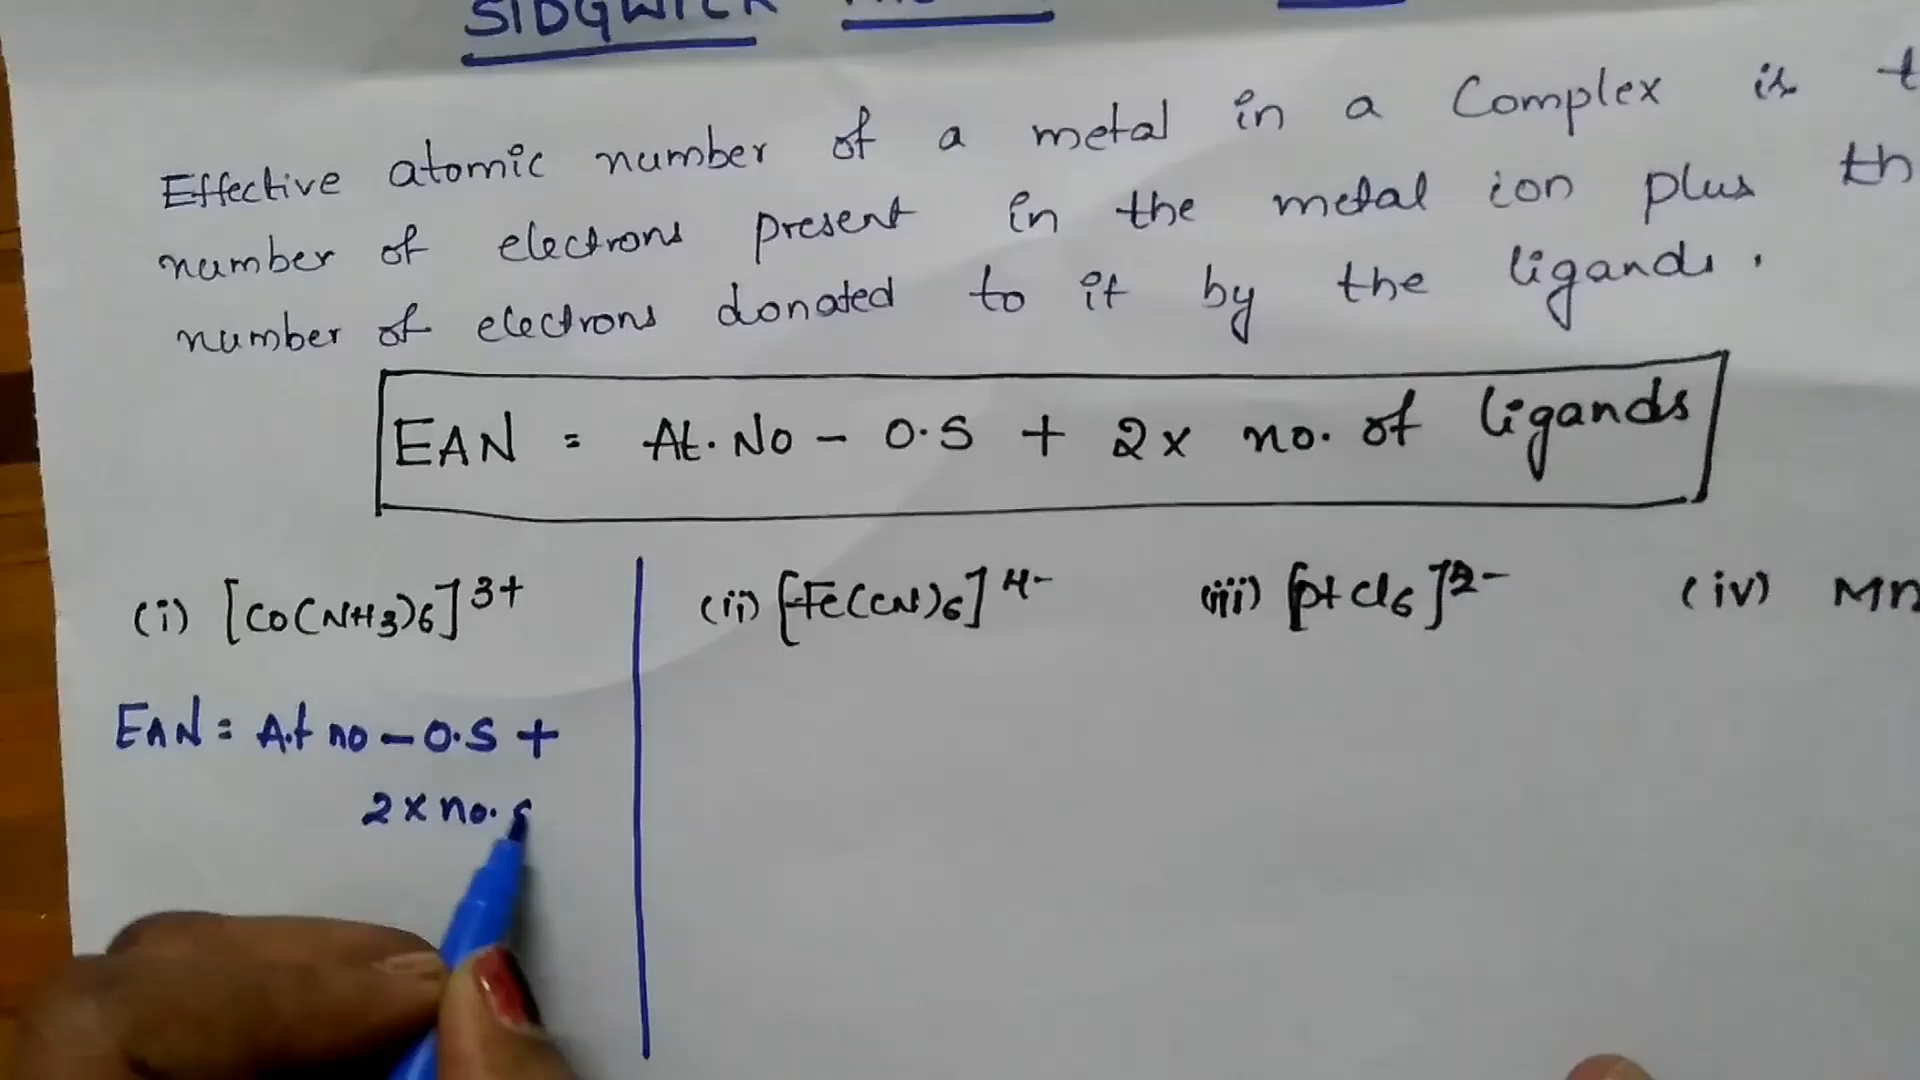 SIDGWICK
Effective atomic number of a metal in a Complex is t
number of electrons present in the metal ion plus th
number of electrons donated to it by the ligands.
EAN = At. No - O.S + 2x no. of ligands
(i) [Co(NH3)6]3+ (ii) [Fe(CN)6]4- (iii) [Pt Cl6]2- (iv) Mn
EAN = A.t no - O.S +
2 x no.